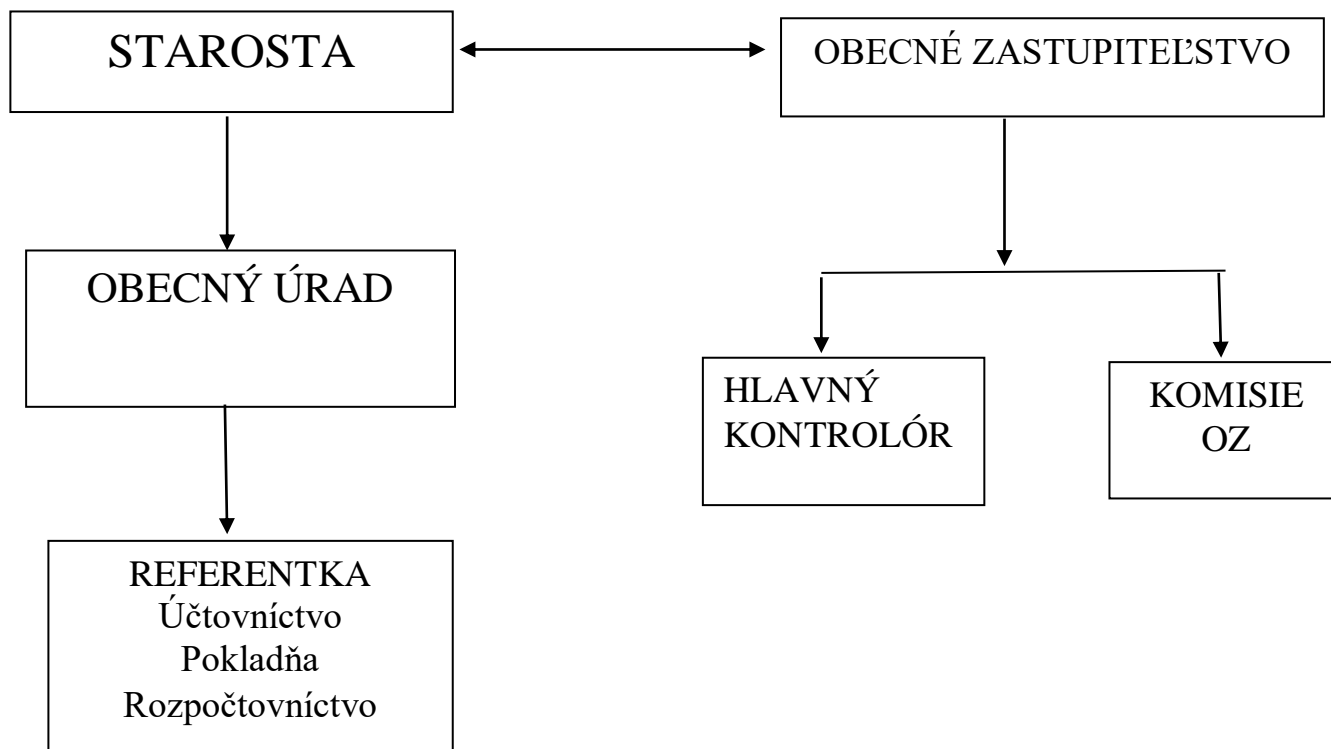 STAROSTA
OBECNÉ ZASTUPITEĽSTVO
OBECNÝ ÚRAD
HLAVNÝ
KONTROLÓR
KOMISIE
OZ
REFERENTKA
Účtovníctvo
Pokladňa
Rozpočtovníctvo